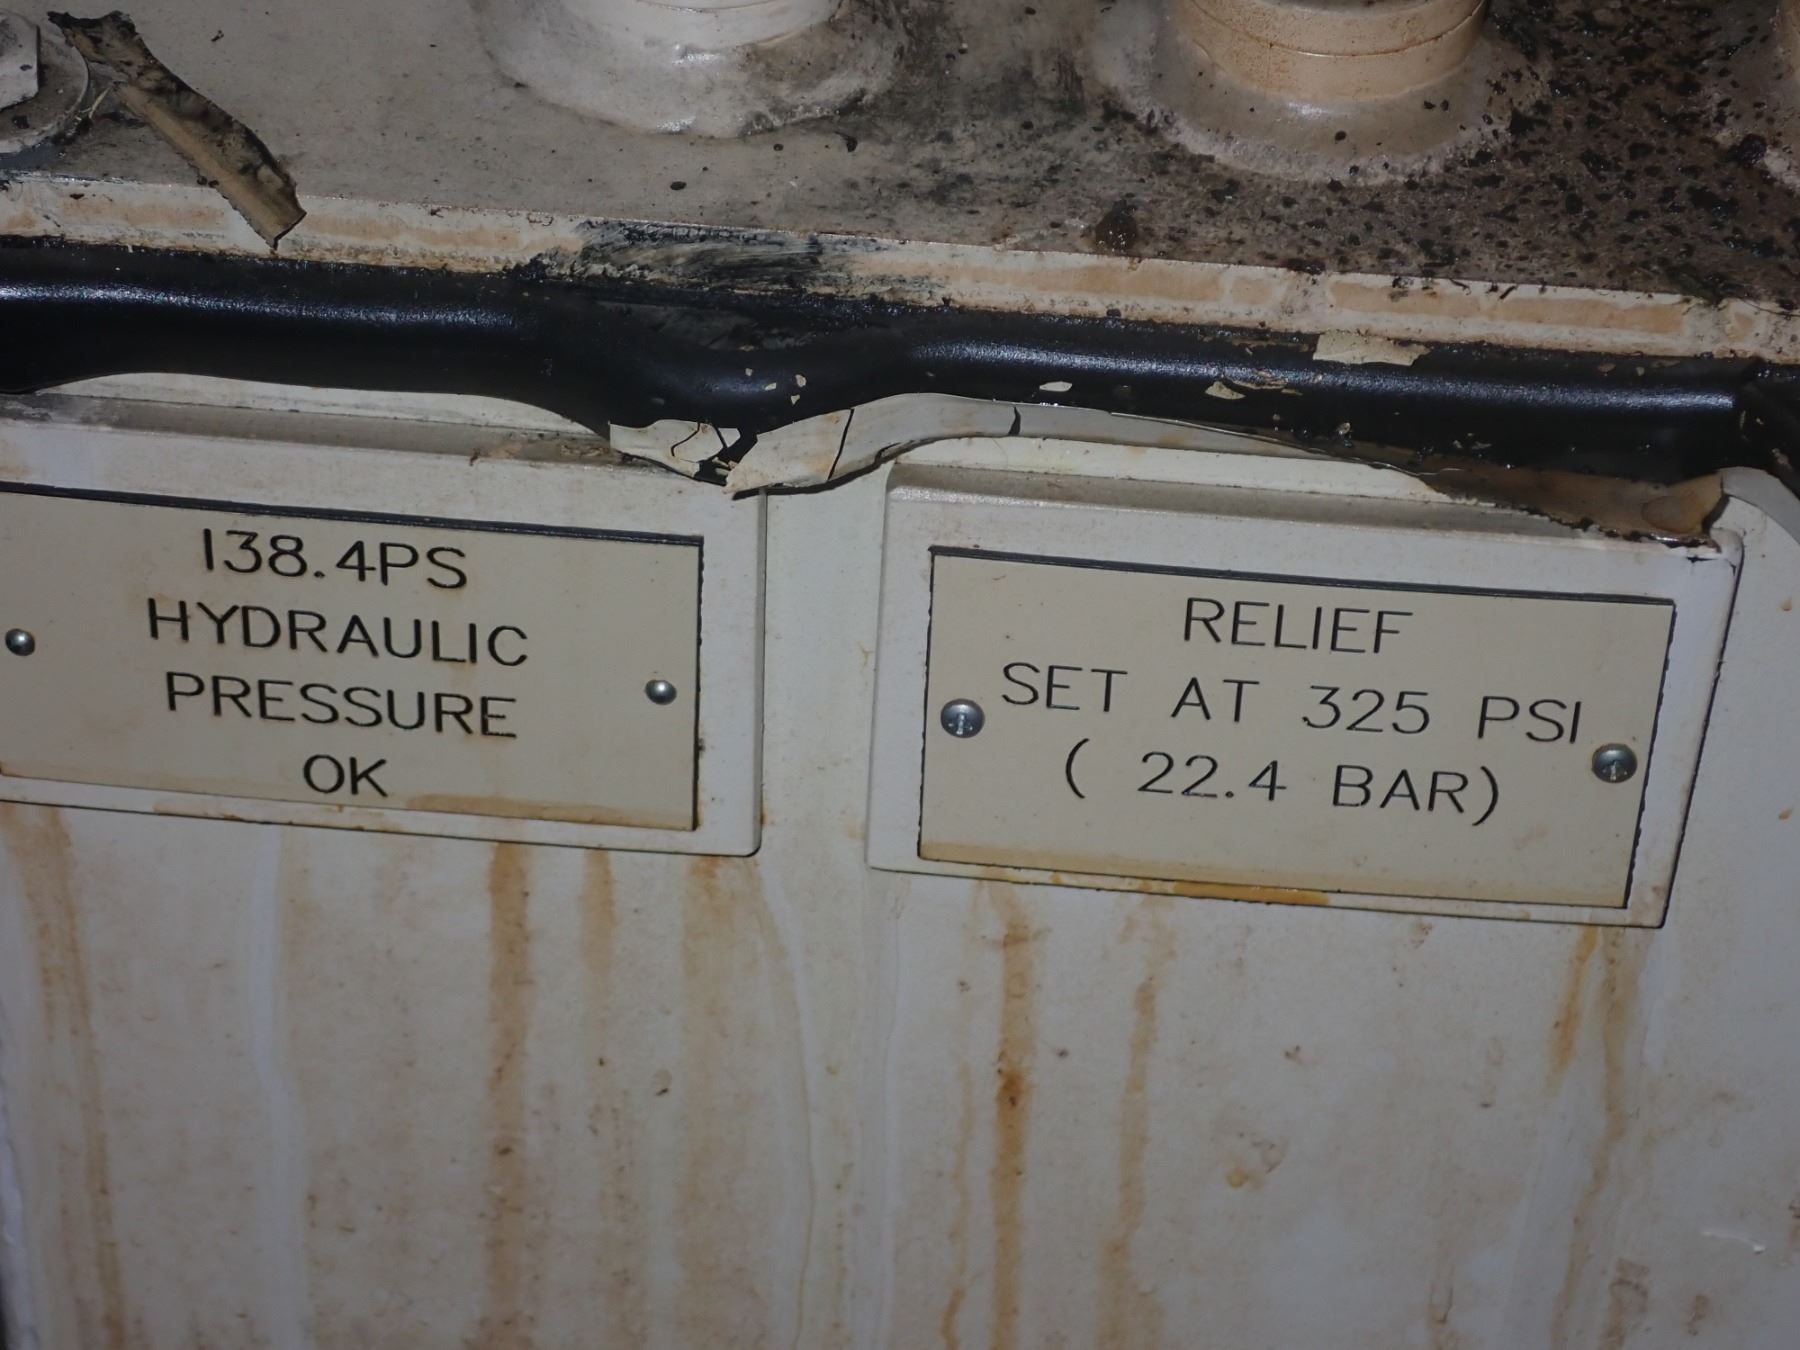 138.4PS
HYDRAULIC
PRESSURE
OK
RELIEF
SET AT 325 PSI
( 22.4 BAR)